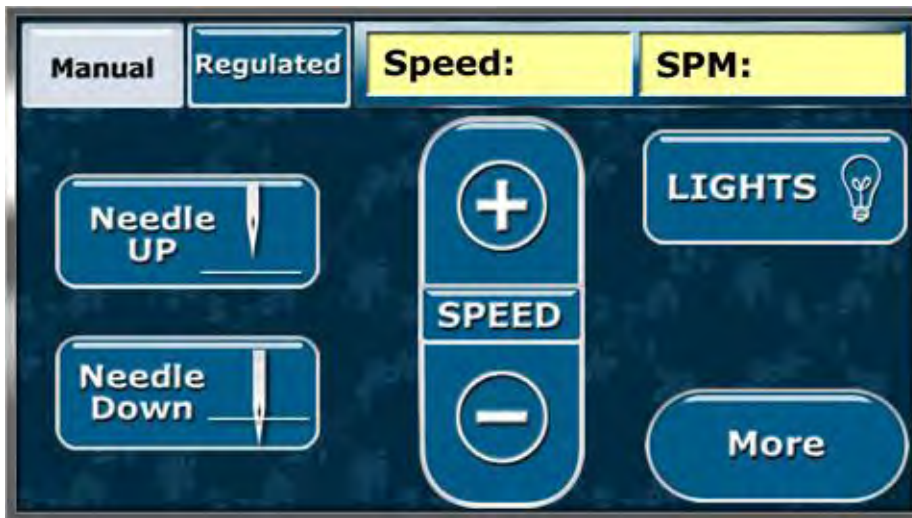 Manual
Regulated
Speed:
SPM:
Needle
UP
LIGHTS
SPEED
Needle
Down
More